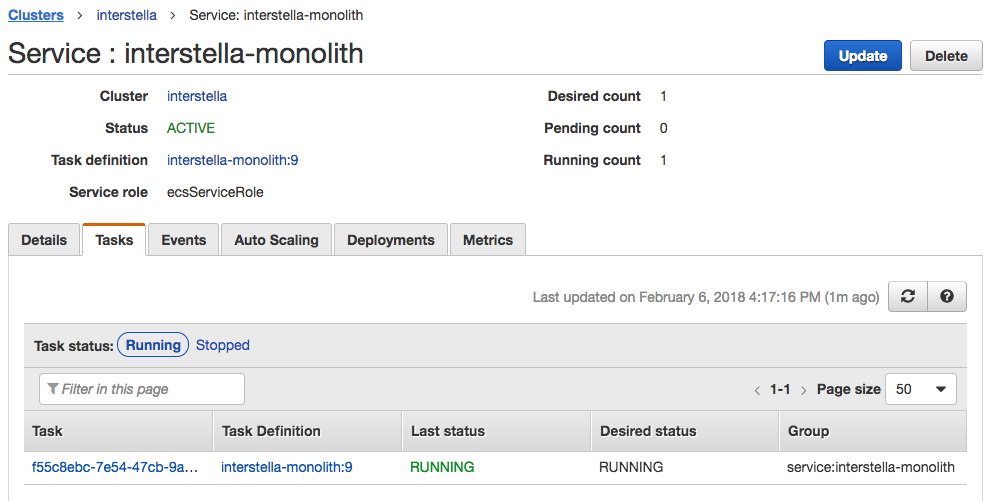 Clusters > interstella > Service: interstella-monolith
Service : interstella-monolith
Update Delete
Cluster interstella Desired count 1
Status ACTIVE Pending count 0
Task definition interstella-monolith:9 Running count 1
Service role ecsServiceRole
Details Tasks Events Auto Scaling Deployments Metrics
Last updated on February 6, 2018 4:17:16 PM (1m ago)
Task status: Running Stopped
Filter in this page < 1-1 > Page size 50
Task Task Definition Last status Desired status Group
f55c8ebc-7e54-47cb-9a... interstella-monolith:9 RUNNING RUNNING service:interstella-monolith